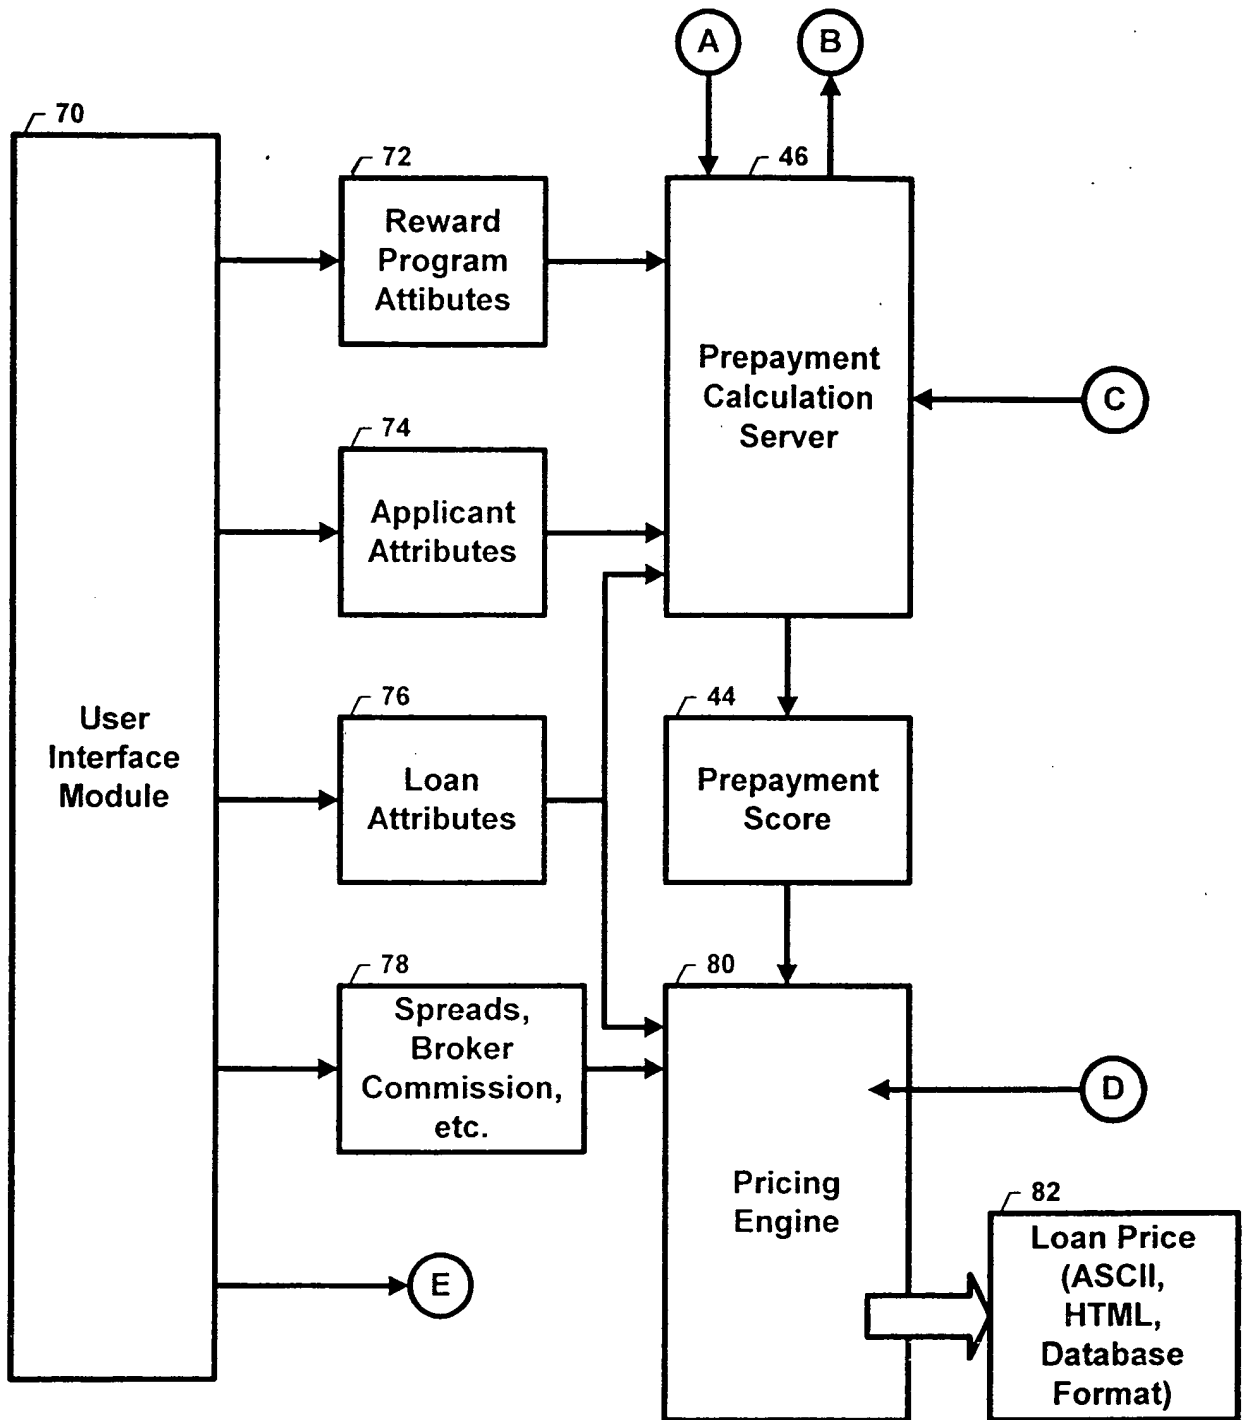 A
B
70
72
46
Reward
Program
Attibutes
Prepayment
Calculation
Server
C
74
Applicant
Attributes
76
44
User
Interface
Module
Loan
Attributes
Prepayment
Score
78
80
Spreads,
Broker
Commission,
etc.
D
Pricing
Engine
82
Loan Price
(ASCII,
HTML,
Database
Format)
E